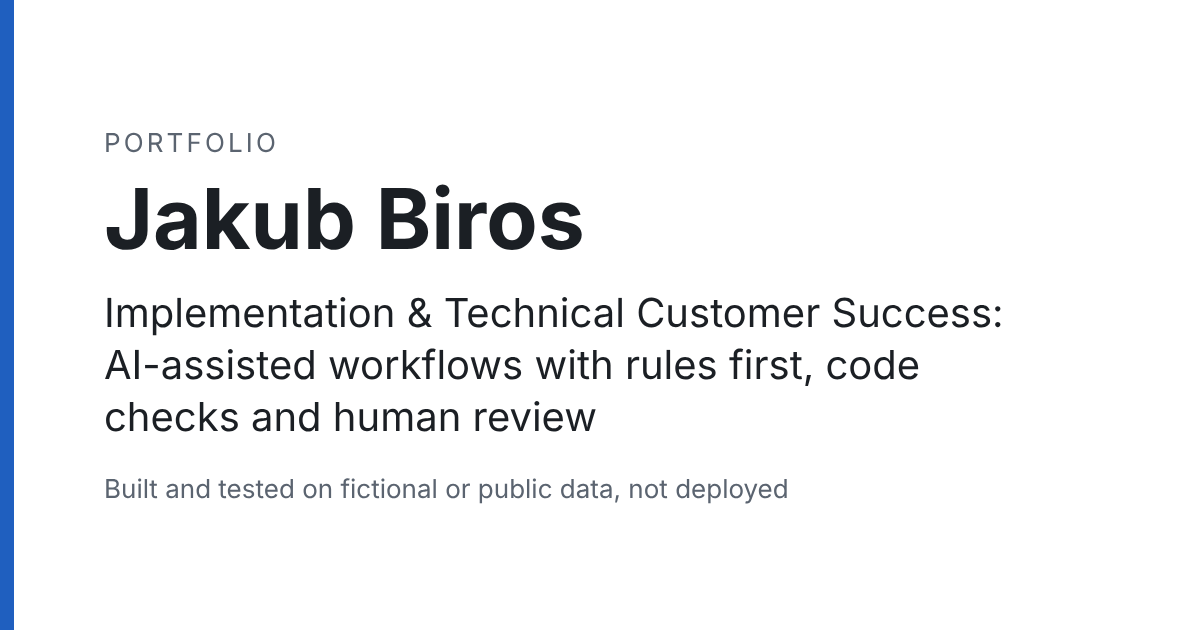 PORTFOLIO
Jakub Biros
Implementation & Technical Customer Success:
AI-assisted workflows with rules first, code
checks and human review
Built and tested on fictional or public data, not deployed